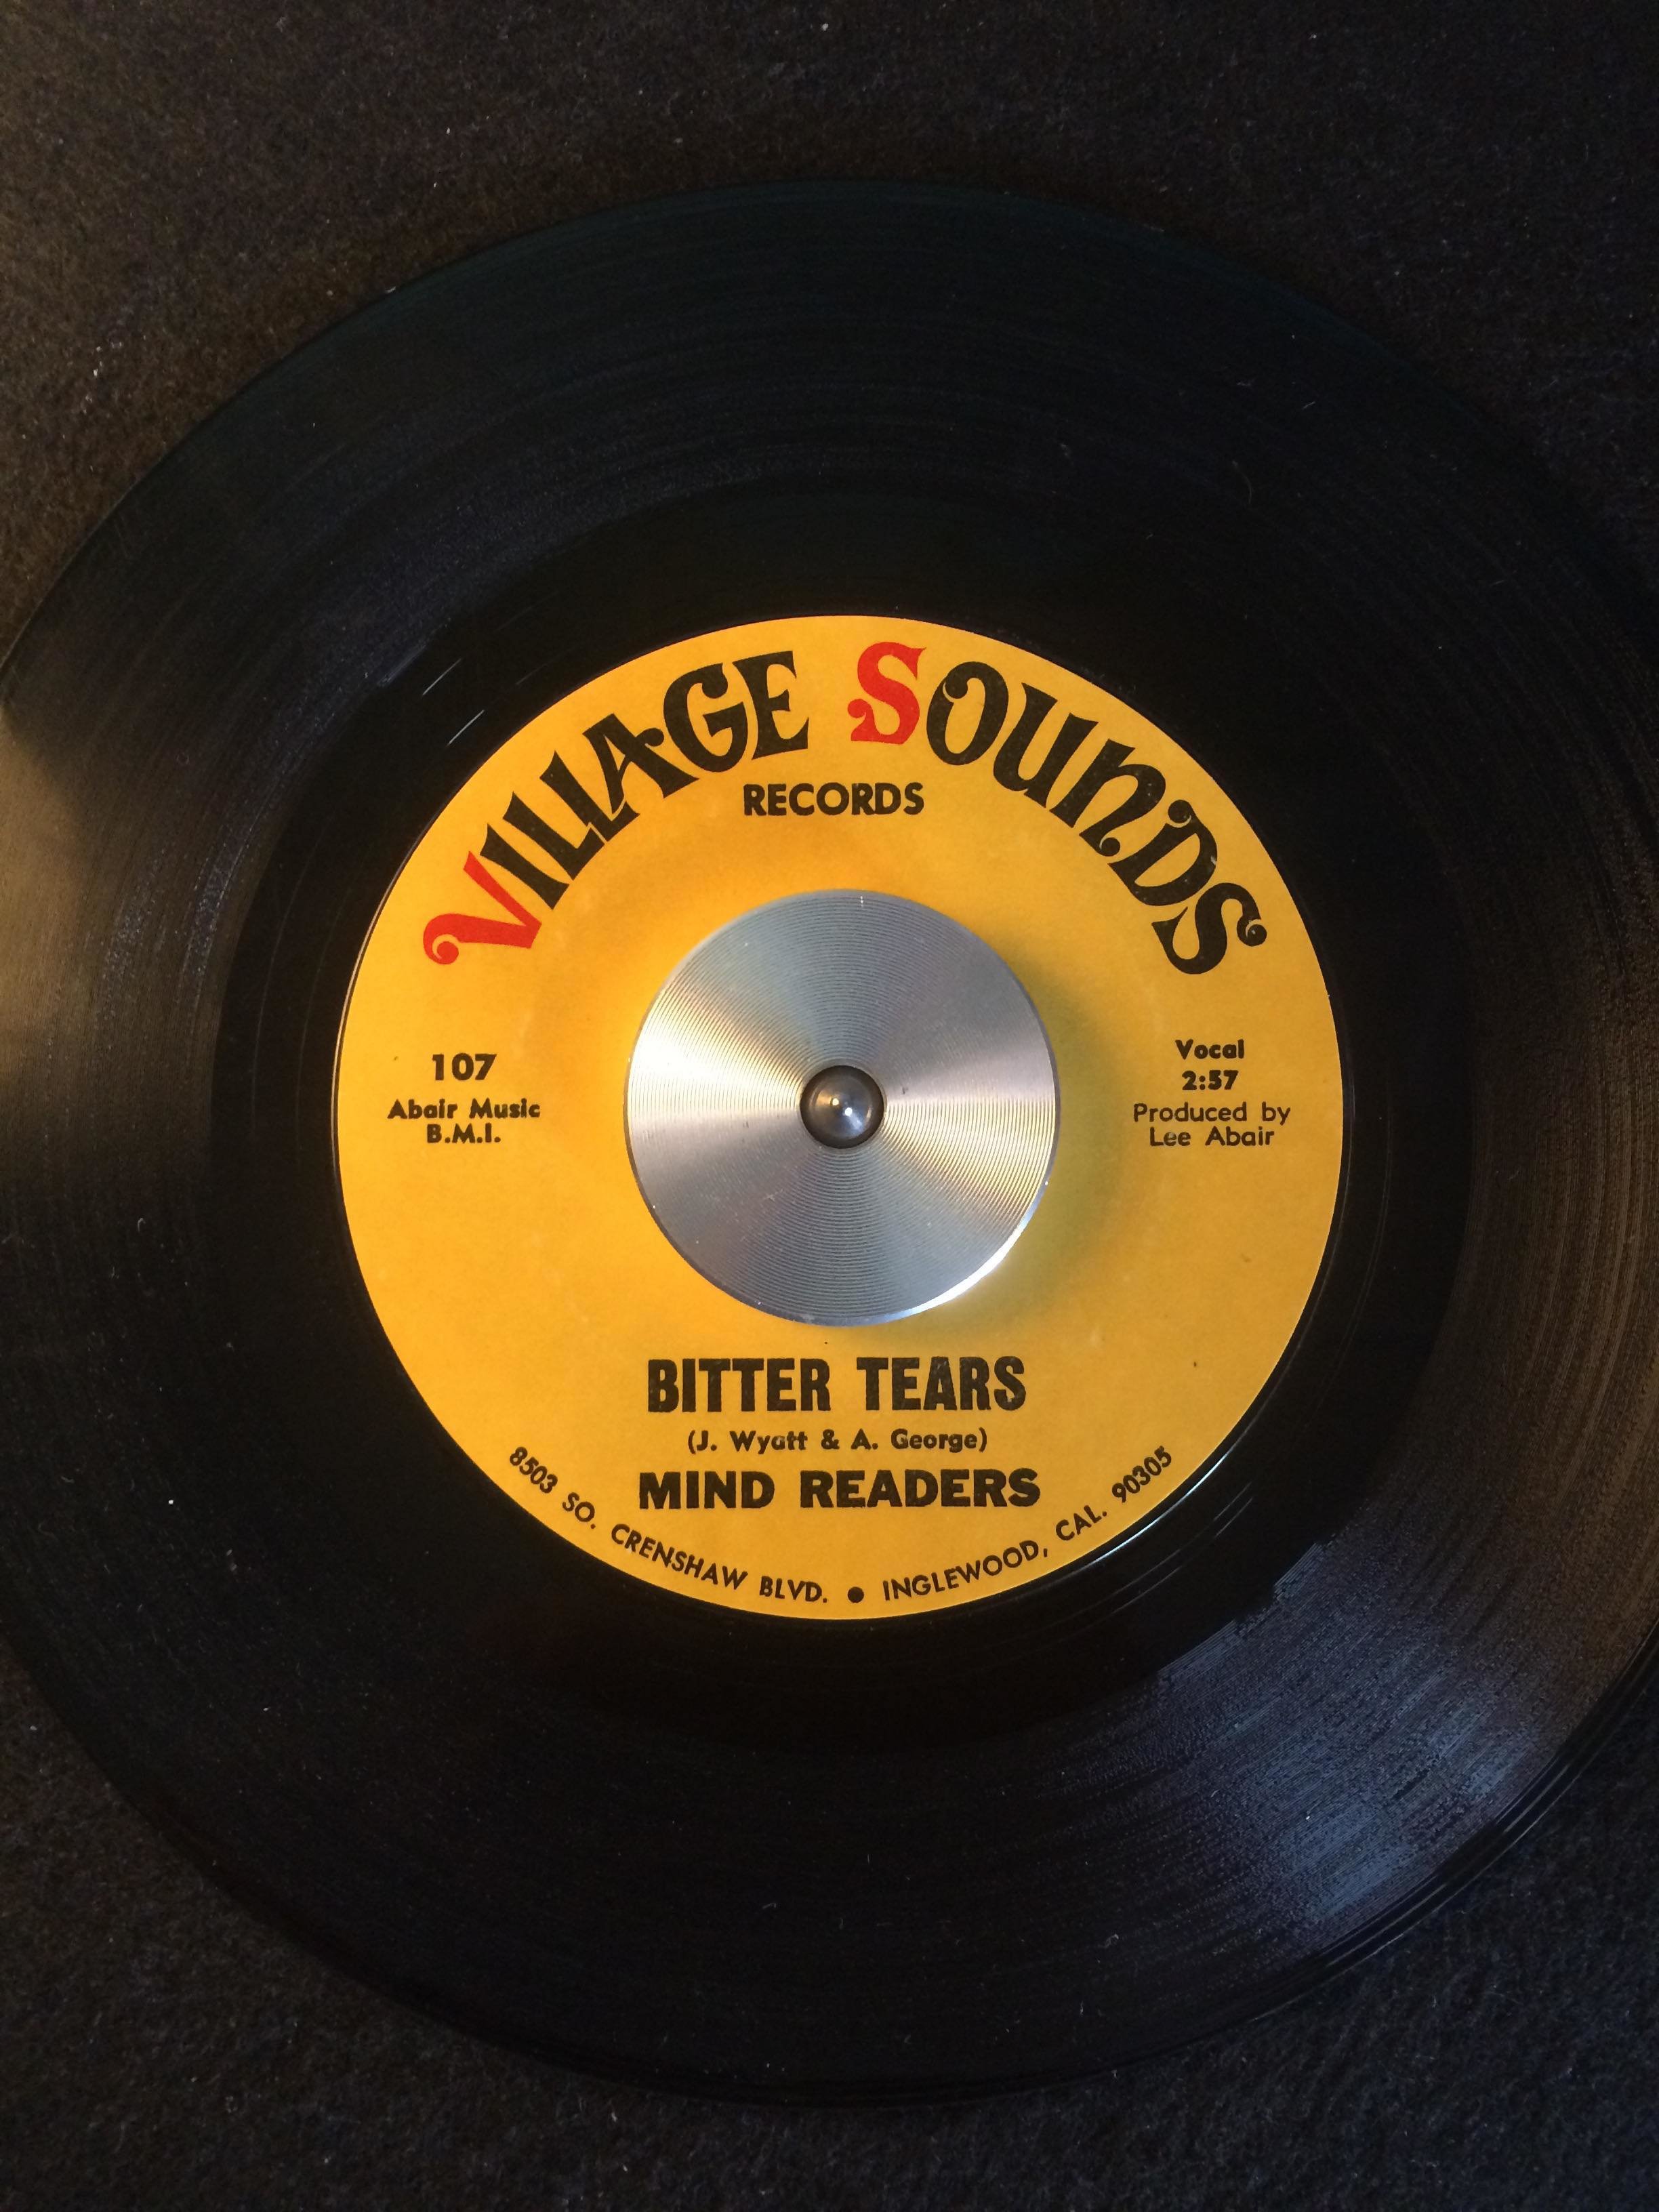 VILLAGE SOUNDS
RECORDS
107
Abair Music
B.M.I.
Vocal
2:57
Produced by
Lee Abair
BITTER TEARS
(J. Wyatt & A. George)
MIND READERS
8503 SO. CRENSHAW BLVD. ● INGLEWOOD, CAL. 90305